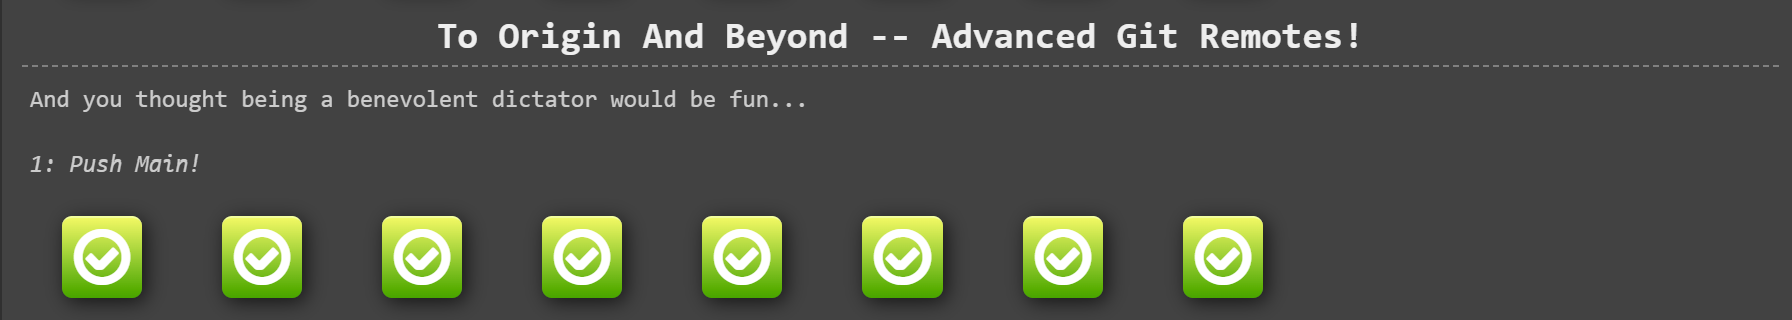 To Origin And Beyond -- Advanced Git Remotes!
And you thought being a benevolent dictator would be fun...
1: Push Main!